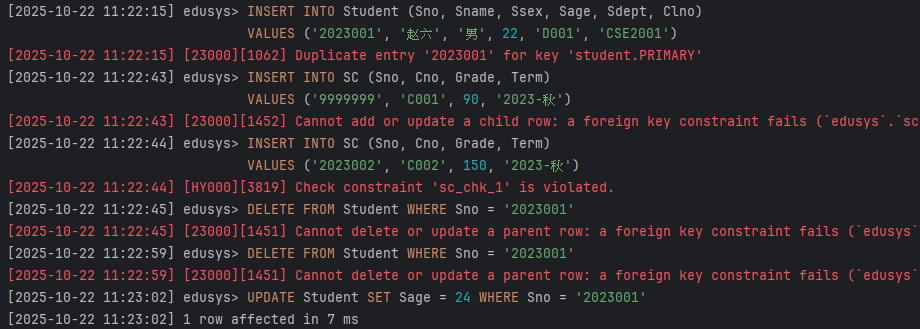 [2025-10-22 11:22:15] edusys> INSERT INTO Student (Sno, Sname, Ssex, Sage, Sdept, Clno)
VALUES ('2023001', '赵六', '男', 22, 'D001', 'CSE2001')
[2025-10-22 11:22:15] [23000][1062] Duplicate entry '2023001' for key 'student.PRIMARY'
[2025-10-22 11:22:43] edusys> INSERT INTO SC (Sno, Cno, Grade, Term)
VALUES ('9999999', 'C001', 90, '2023-秋')
[2025-10-22 11:22:43] [23000][1452] Cannot add or update a child row: a foreign key constraint fails (`edusys`.`sc
[2025-10-22 11:22:44] edusys> INSERT INTO SC (Sno, Cno, Grade, Term)
VALUES ('2023002', 'C002', 150, '2023-秋')
[2025-10-22 11:22:44] [HY000][3819] Check constraint 'sc_chk_1' is violated.
[2025-10-22 11:22:45] edusys> DELETE FROM Student WHERE Sno = '2023001'
[2025-10-22 11:22:45] [23000][1451] Cannot delete or update a parent row: a foreign key constraint fails (`edusys`
[2025-10-22 11:22:59] edusys> DELETE FROM Student WHERE Sno = '2023001'
[2025-10-22 11:22:59] [23000][1451] Cannot delete or update a parent row: a foreign key constraint fails (`edusys`
[2025-10-22 11:23:02] edusys> UPDATE Student SET Sage = 24 WHERE Sno = '2023001'
[2025-10-22 11:23:02] 1 row affected in 7 ms